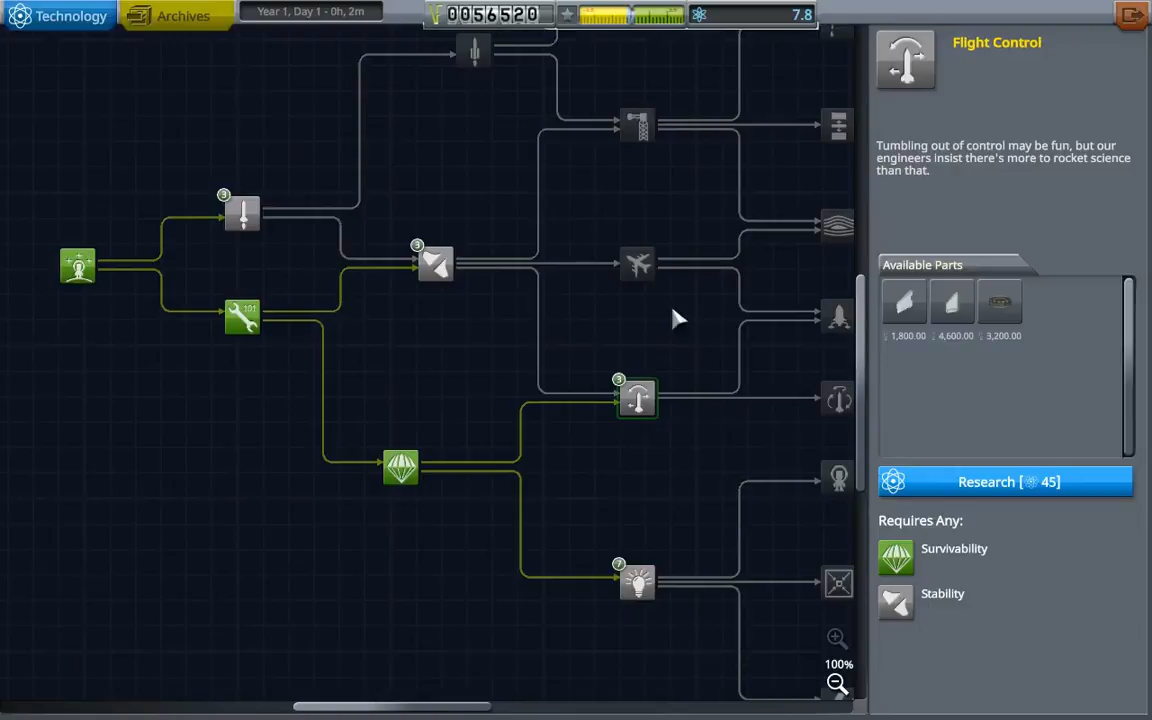 Technology
Archives
Year 1, Day 1 - 0h, 2m
0056520
7.8
Flight Control
Tumbling out of control may be fun, but our
engineers insist there's more to rocket science
than that.
Available Parts
1,800.00 4,600.00 3,200.00
Research [45]
Requires Any:
Survivability
Stability
3
101
3
3
7
100%